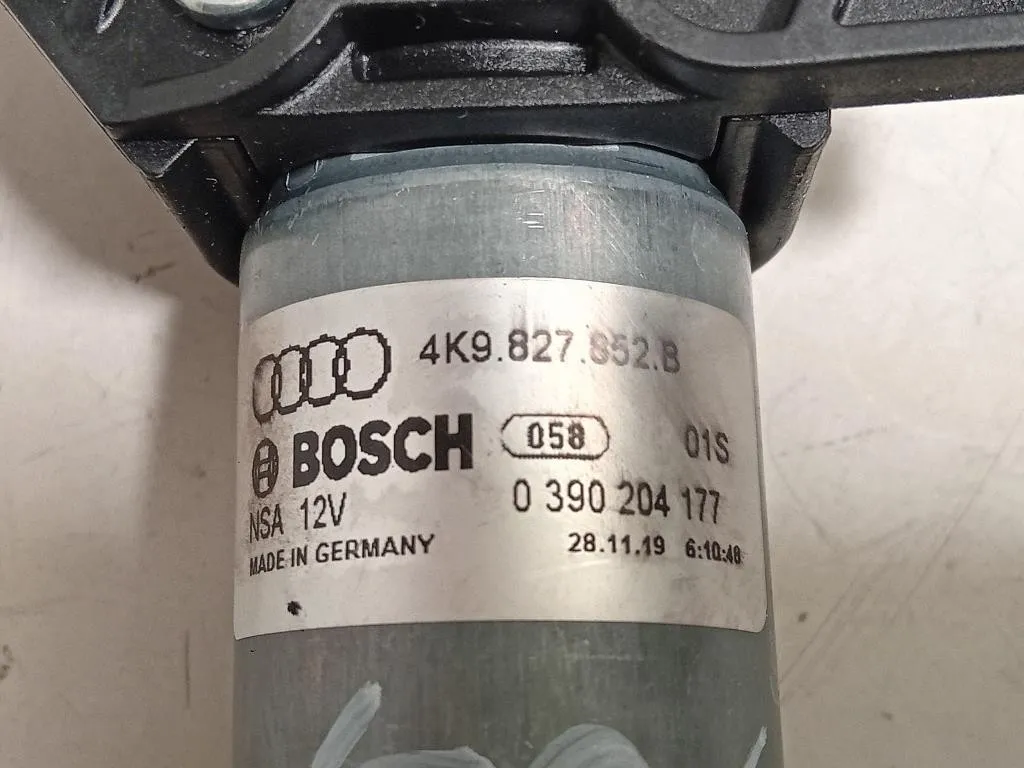 4K9.827.852.B
BOSCH 058 01S
NSA 12V 0 390 204 177
MADE IN GERMANY 28.11.19 6:10:48